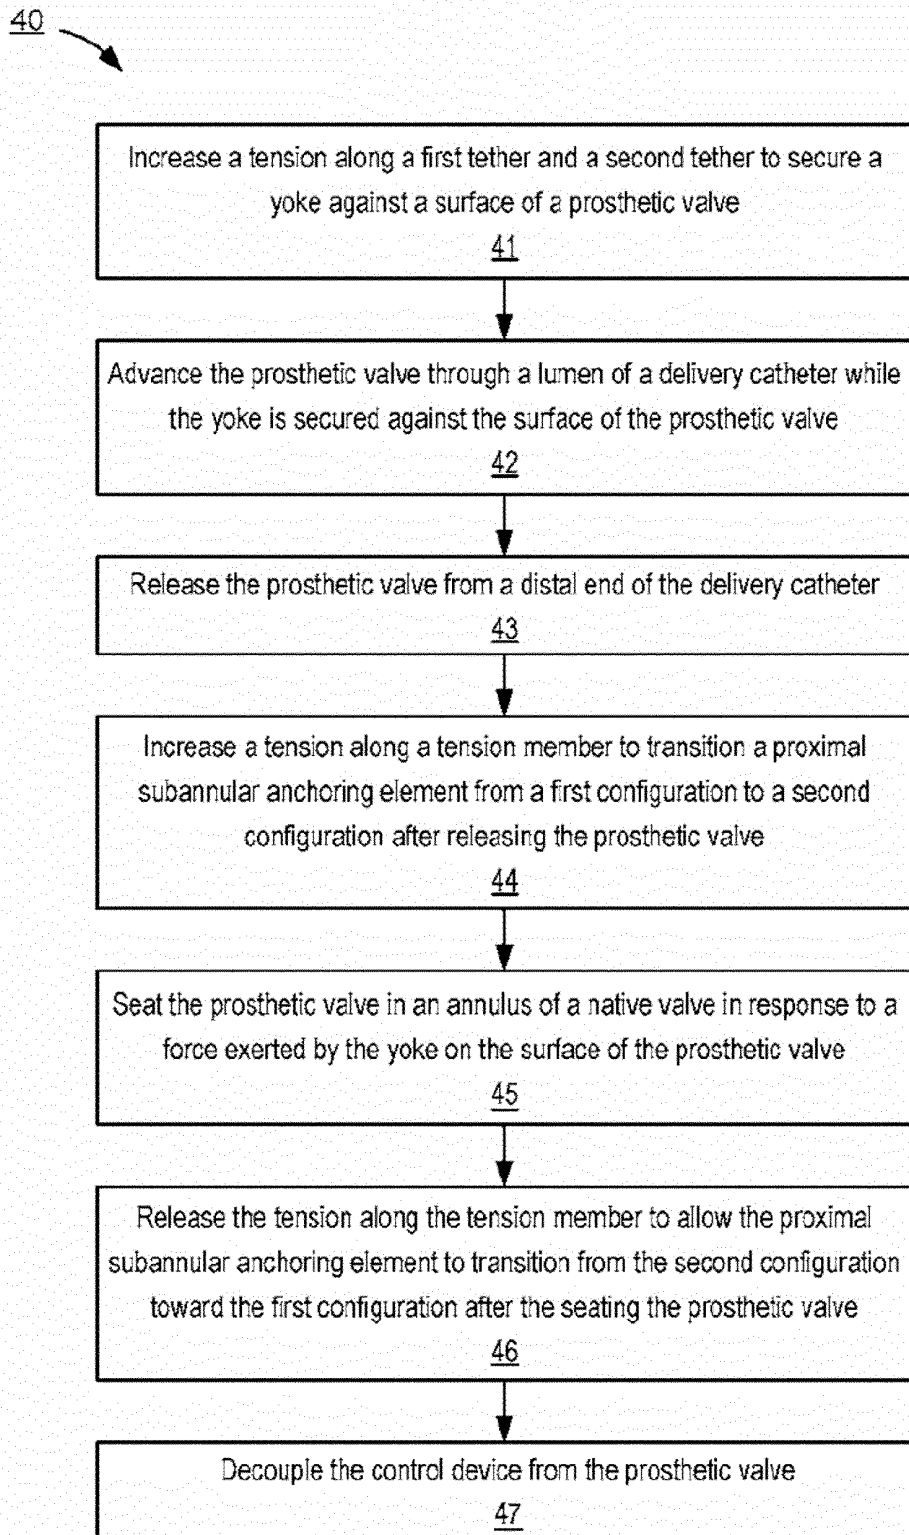 40
Increase a tension along a first tether and a second tether to secure a
yoke against a surface of a prosthetic valve
41
Advance the prosthetic valve through a lumen of a delivery catheter while
the yoke is secured against the surface of the prosthetic valve
42
Release the prosthetic valve from a distal end of the delivery catheter
43
Increase a tension along a tension member to transition a proximal
subannular anchoring element from a first configuration to a second
configuration after releasing the prosthetic valve
44
Seat the prosthetic valve in an annulus of a native valve in response to a
force exerted by the yoke on the surface of the prosthetic valve
45
Release the tension along the tension member to allow the proximal
subannular anchoring element to transition from the second configuration
toward the first configuration after the seating the prosthetic valve
46
Decouple the control device from the prosthetic valve
47